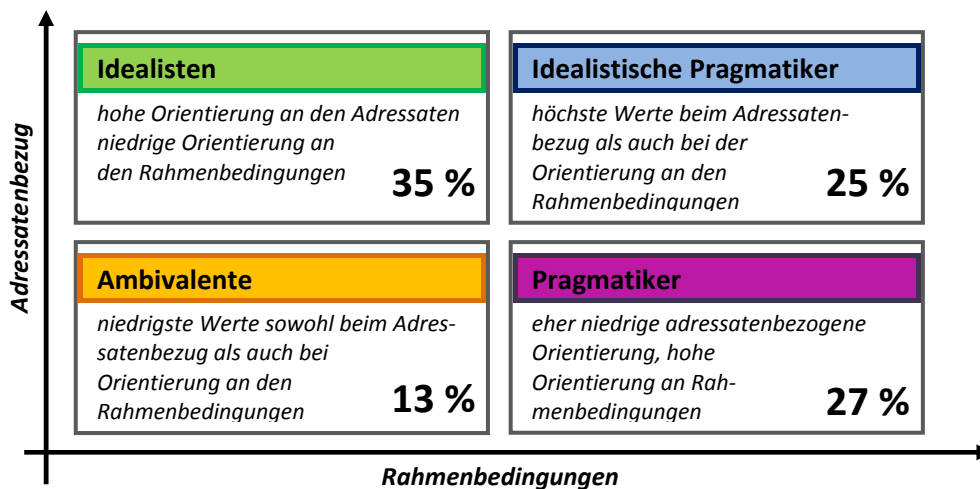 Adressatenbezug
Idealisten
hohe Orientierung an den Adressaten
niedrige Orientierung an
den Rahmenbedingungen
35 %
Idealistische Pragmatiker
höchste Werte beim Adressaten-
bezug als auch bei der
Orientierung an den
Rahmenbedingungen
25 %
Ambivalente
niedrigste Werte sowohl beim Adres-
satenbezug als auch bei
Orientierung an den
Rahmenbedingungen
13 %
Pragmatiker
eher niedrige adressatenbezogene
Orientierung, hohe
Orientierung an Rah-
menbedingungen
27 %
Rahmenbedingungen